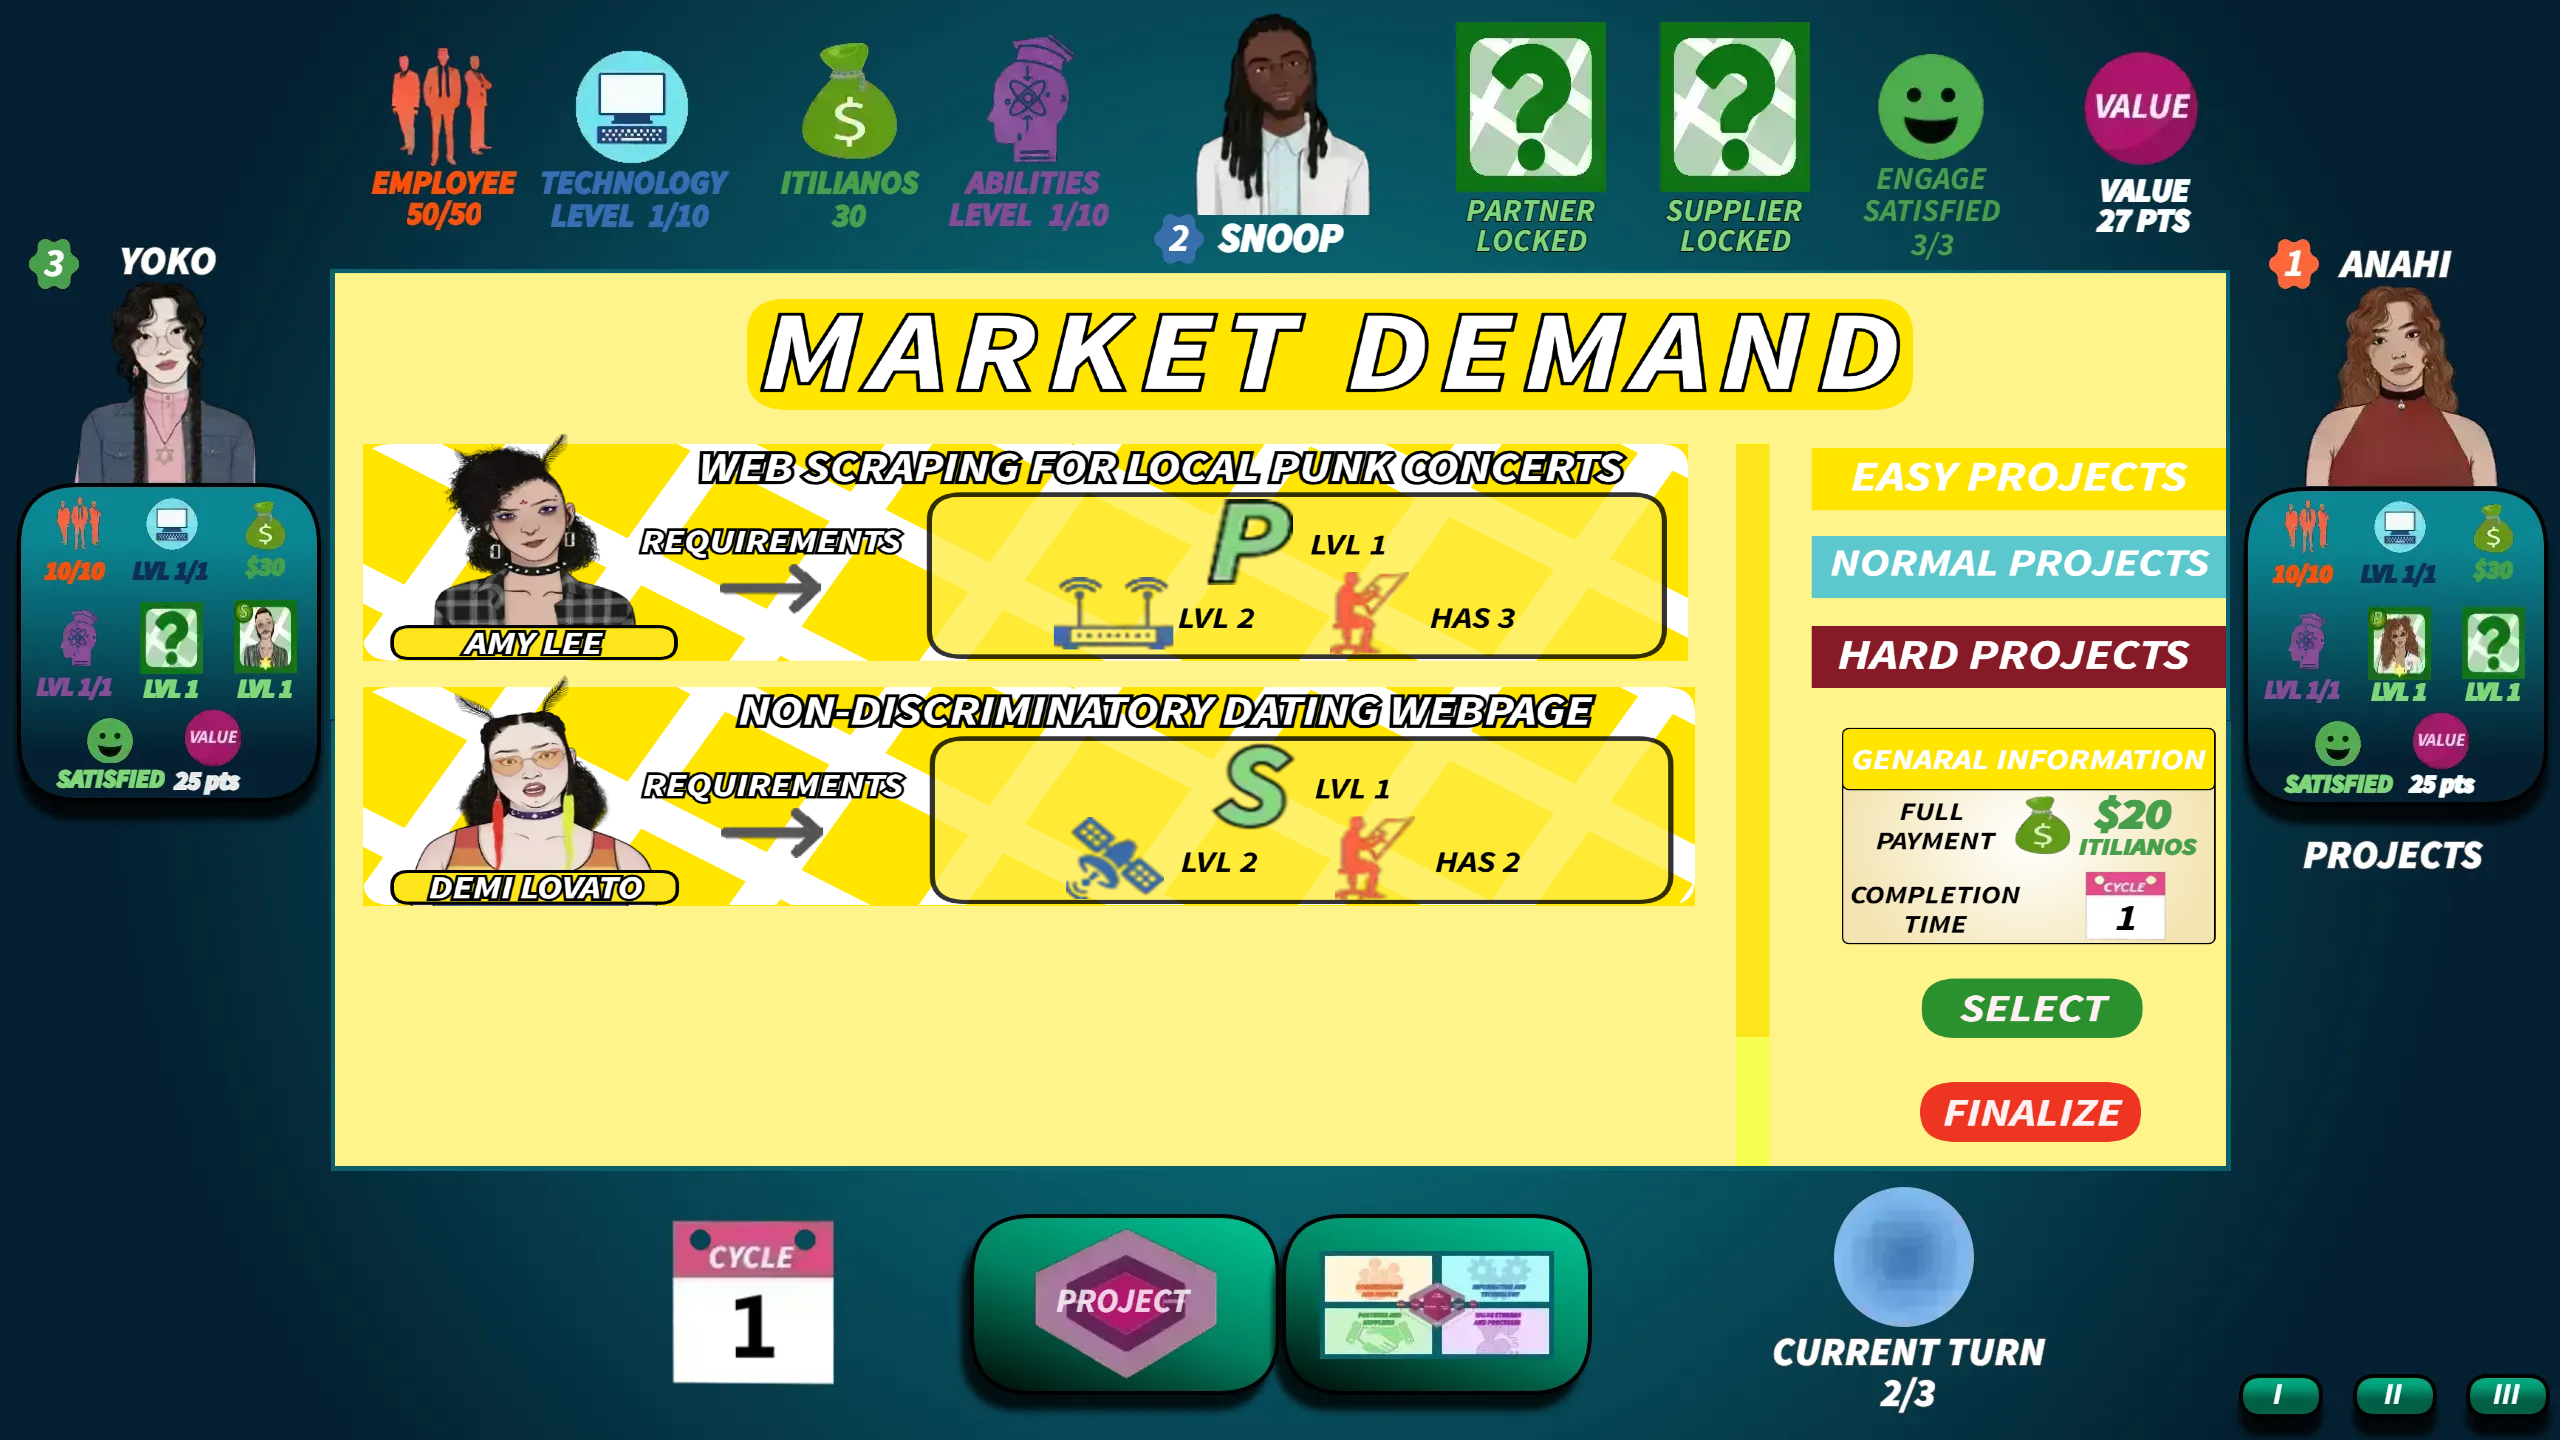 EMPLOYEE
50/50
TECHNOLOGY
LEVEL 1/10
$
ITILIANOS
30
ABILITIES
LEVEL 1/10
2 SNOOP
?
PARTNER
LOCKED
?
SUPPLIER
LOCKED
ENGAGE
SATISFIED
3/3
VALUE
VALUE
27 PTS
3 YOKO
10/10
LVL 1/1
$
$30
LVL 1/1
?
LVL 1
S
LVL 1
SATISFIED
VALUE
25 pts
1 ANAHI
10/10
LVL 1/1
$
$30
LVL 1/1
P
LVL 1
?
LVL 1
SATISFIED
VALUE
25 pts
PROJECTS
MARKET DEMAND
WEB SCRAPING FOR LOCAL PUNK CONCERTS
REQUIREMENTS
P LVL 1
LVL 2
HAS 3
AMY LEE
NON-DISCRIMINATORY DATING WEBPAGE
REQUIREMENTS
S LVL 1
LVL 2
HAS 2
DEMI LOVATO
EASY PROJECTS
NORMAL PROJECTS
HARD PROJECTS
GENARAL INFORMATION
FULL
PAYMENT
$
$20
ITILIANOS
COMPLETION
TIME
CYCLE
1
SELECT
FINALIZE
CYCLE
1
PROJECT
CURRENT TURN
2/3
I
II
III